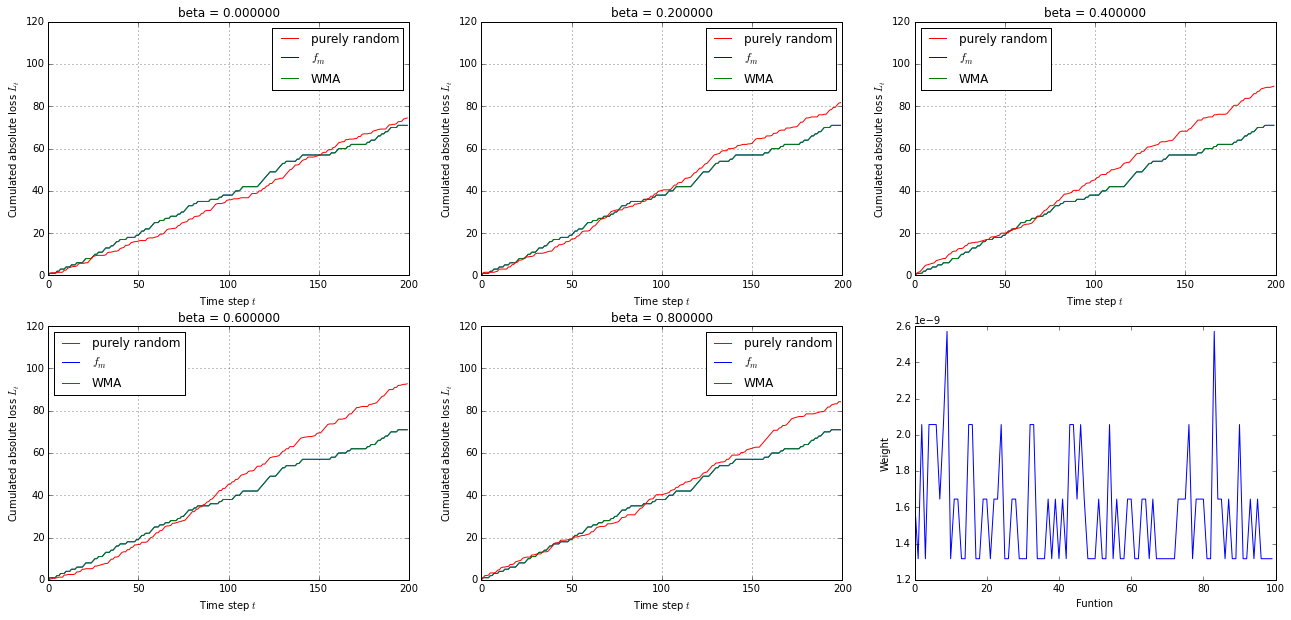 beta = 0.000000
120
100
80
60
40
20
0
Cumulated absolute loss L_t
purely random
f_m
WMA
0 50 100 150 200
Time step t
beta = 0.200000
120
100
80
60
40
20
0
Cumulated absolute loss L_t
purely random
f_m
WMA
0 50 100 150 200
Time step t
beta = 0.400000
120
100
80
60
40
20
0
Cumulated absolute loss L_t
purely random
f_m
WMA
0 50 100 150 200
Time step t
beta = 0.600000
120
100
80
60
40
20
0
Cumulated absolute loss L_t
purely random
f_m
WMA
0 50 100 150 200
Time step t
beta = 0.800000
120
100
80
60
40
20
0
Cumulated absolute loss L_t
purely random
f_m
WMA
0 50 100 150 200
Time step t
1e−9
2.6
2.4
2.2
2.0
1.8
1.6
1.4
1.2
Weight
0 20 40 60 80 100
Funtion